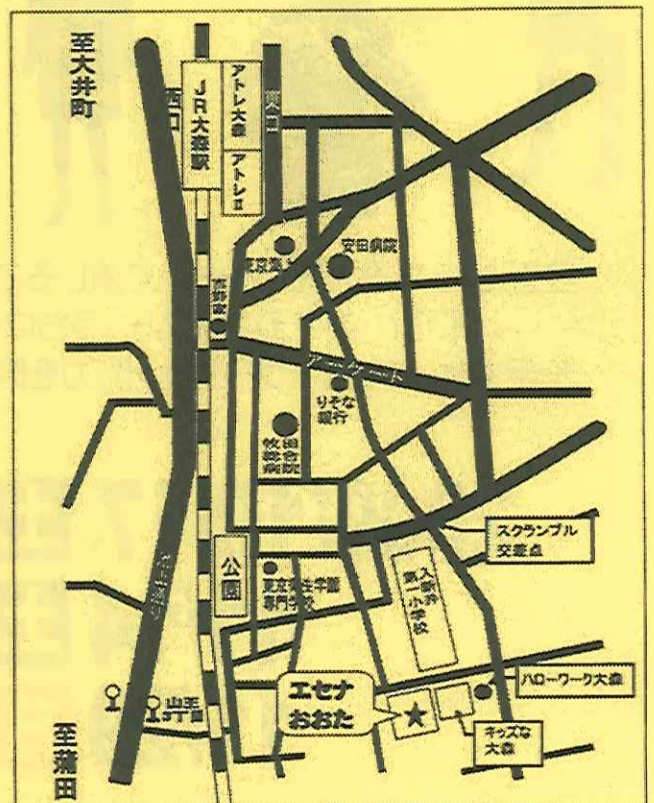 至大井町
西口
JR大森駅
アトレ大森
アトレⅡ
東口
安田病院
アーケード
りそな
銀行
牧田
総合
病院
スクランブル
交差点
公園
入新井
第一小学校
専門学校
ハローワーク大森
エセナ
おおた
キッズな
大森
山王
3丁目
至蒲田